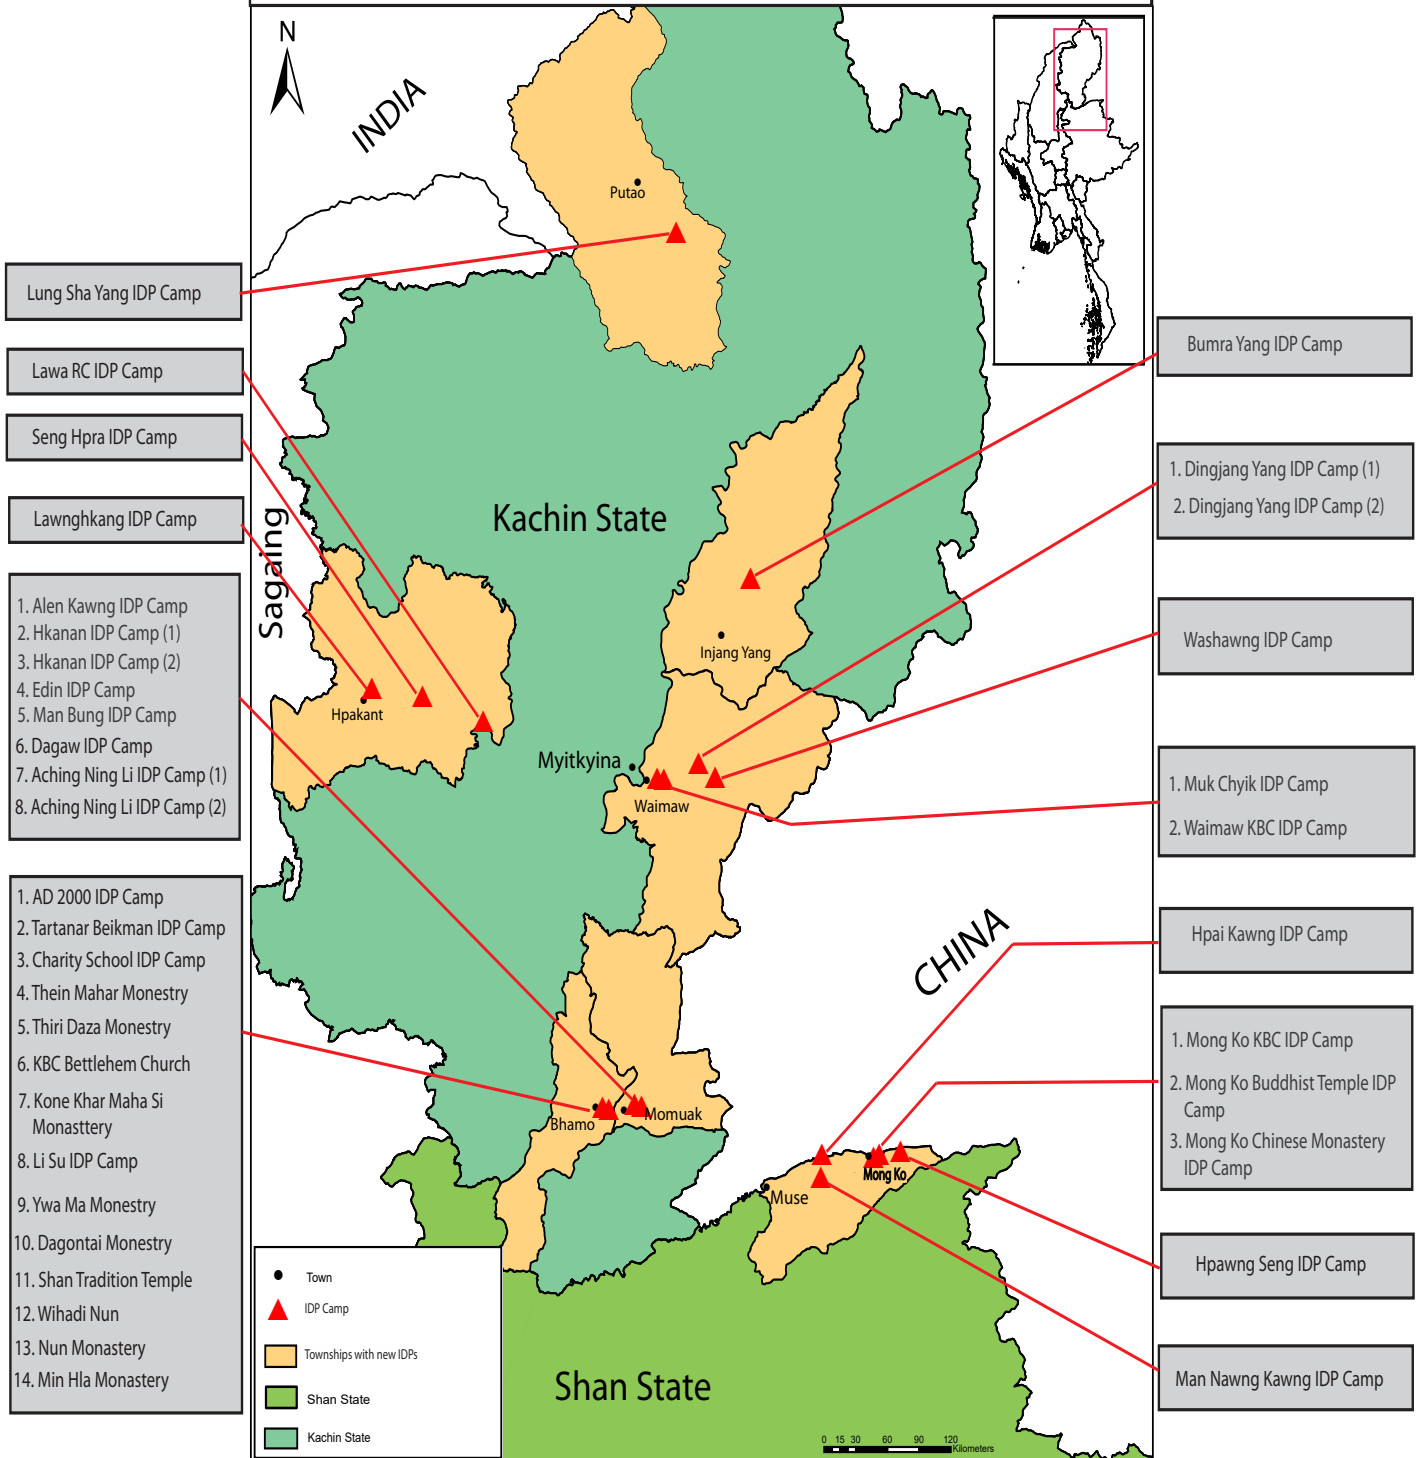 N
INDIA
Putao
Lung Sha Yang IDP Camp
Lawa RC IDP Camp
Seng Hpra IDP Camp
Lawnghkang IDP Camp
1. Alen Kawng IDP Camp
2. Hkanan IDP Camp (1)
3. Hkanan IDP Camp (2)
4. Edin IDP Camp
5. Man Bung IDP Camp
6. Dagaw IDP Camp
7. Aching Ning Li IDP Camp (1)
8. Aching Ning Li IDP Camp (2)
1. AD 2000 IDP Camp
2. Tartanar Beikman IDP Camp
3. Charity School IDP Camp
4. Thein Mahar Monestry
5. Thiri Daza Monestry
6. KBC Bettlehem Church
7. Kone Khar Maha Si
Monasttery
8. Li Su IDP Camp
9. Ywa Ma Monestry
10. Dagontai Monestry
11. Shan Tradition Temple
12. Wihadi Nun
13. Nun Monastery
14. Min Hla Monastery
Sagaing
Kachin State
Hpakant
Injang Yang
Myitkyina
Waimaw
CHINA
Bhamo
Momuak
Muse
Mong Ko
Shan State
Bumra Yang IDP Camp
1. Dingjang Yang IDP Camp (1)
2. Dingjang Yang IDP Camp (2)
Washawng IDP Camp
1. Muk Chyik IDP Camp
2. Waimaw KBC IDP Camp
Hpai Kawng IDP Camp
1. Mong Ko KBC IDP Camp
2. Mong Ko Buddhist Temple IDP
Camp
3. Mong Ko Chinese Monastery
IDP Camp
Hpawng Seng IDP Camp
Man Nawng Kawng IDP Camp
Town
IDP Camp
Townships with new IDPs
Shan State
Kachin State
0 15 30 60 90 120
Kilometers